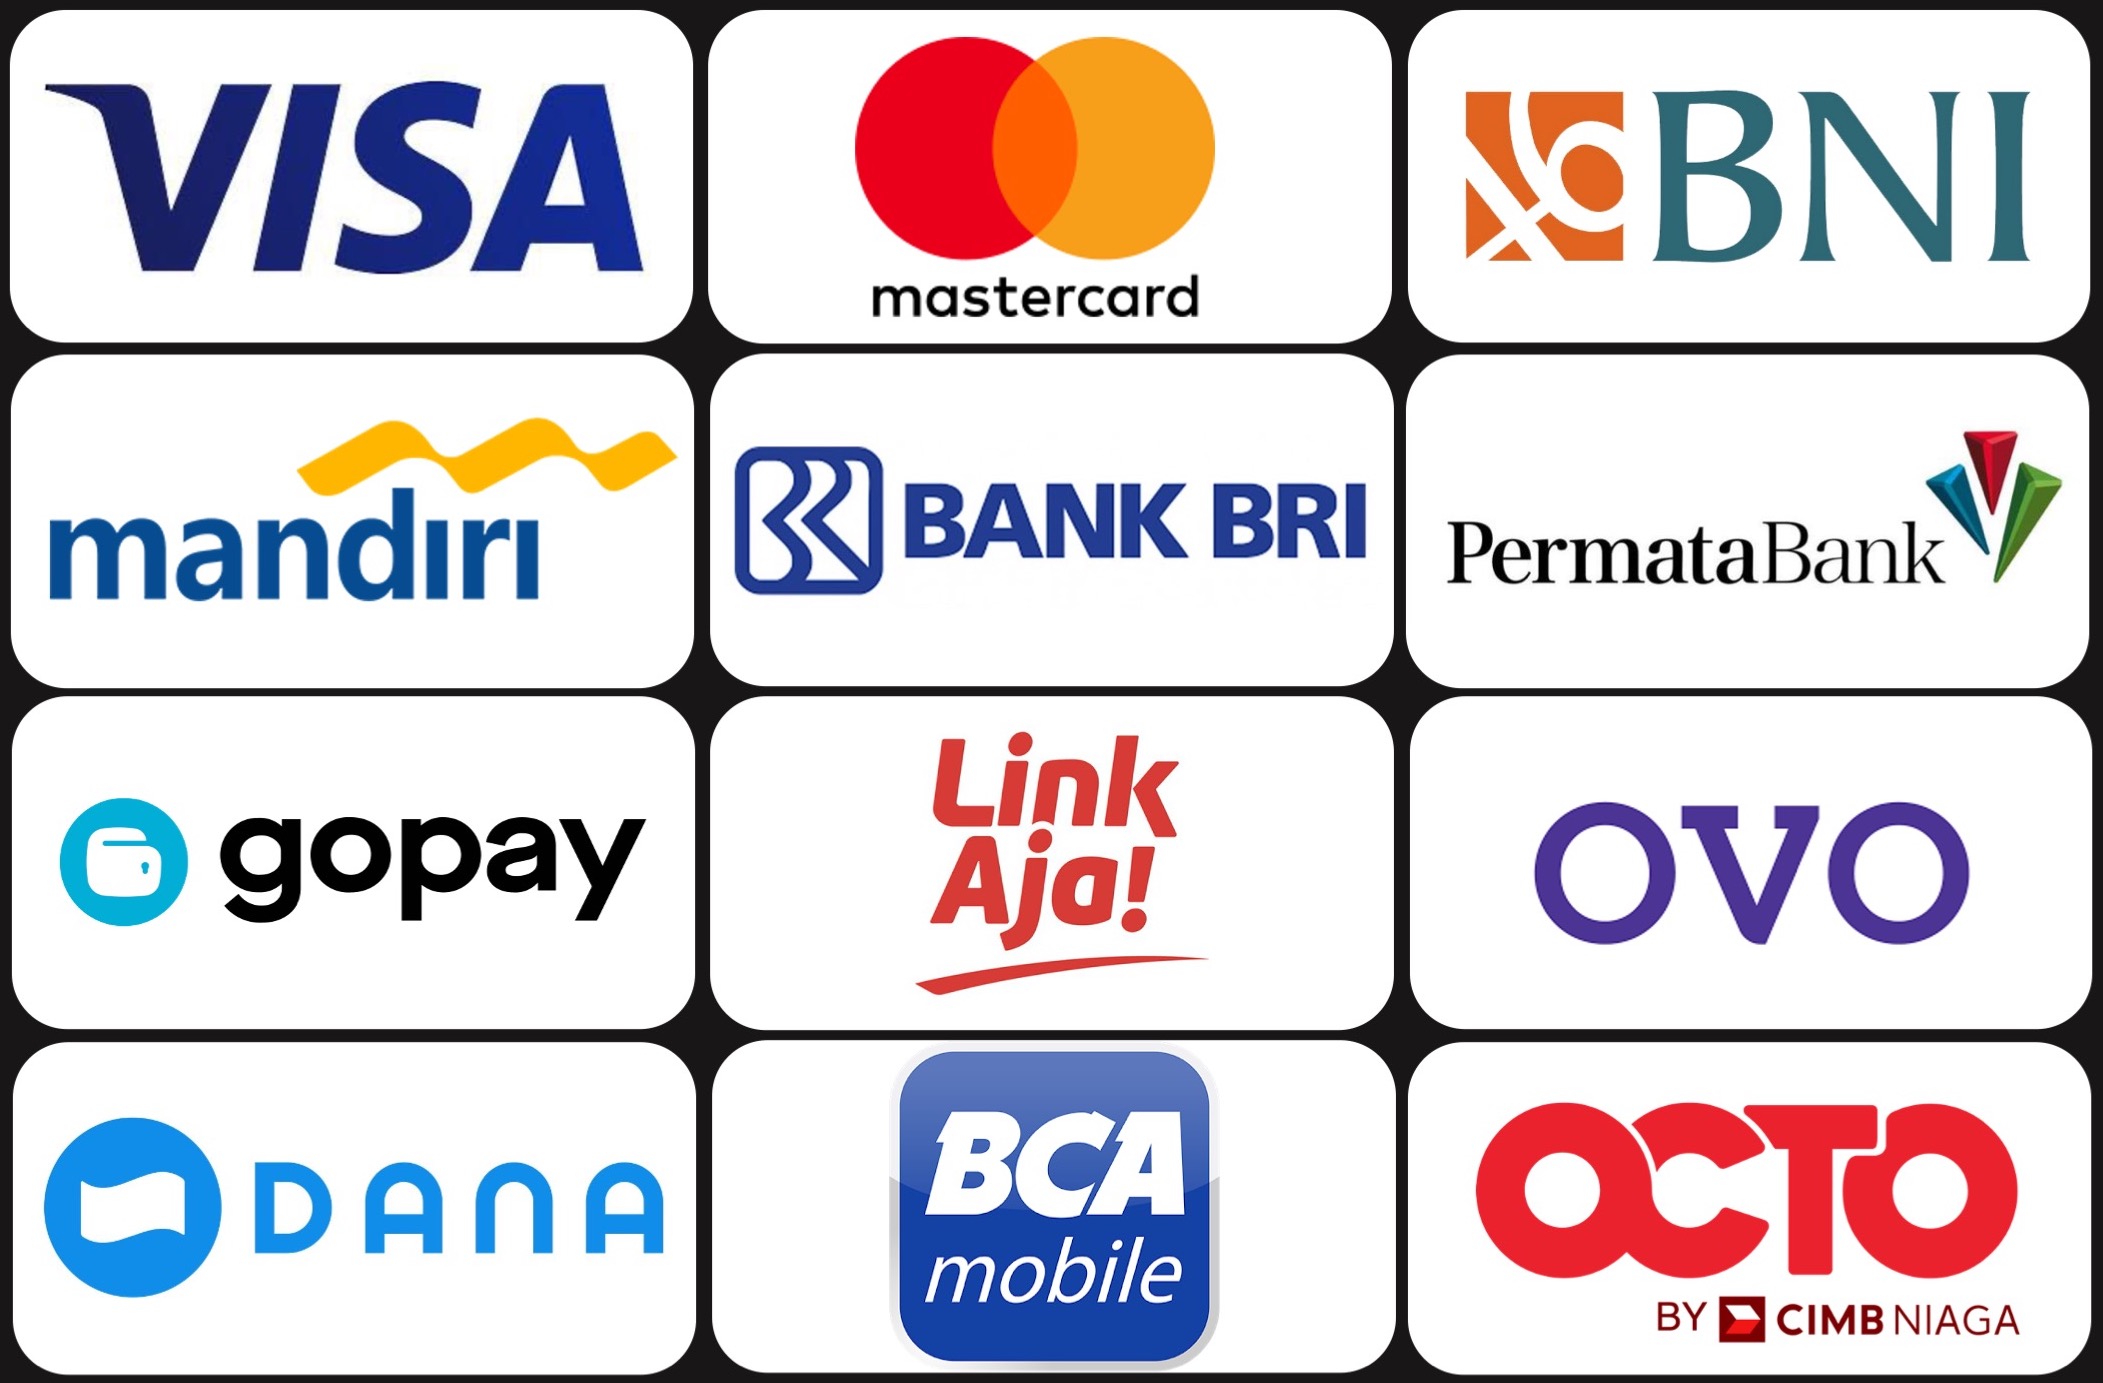 VISA
mastercard
BNI
mandiri
BANK BRI
PermataBank
gopay
Link
Aja!
OVO
DANA
BCA
mobile
OCTO
BY CIMB NIAGA